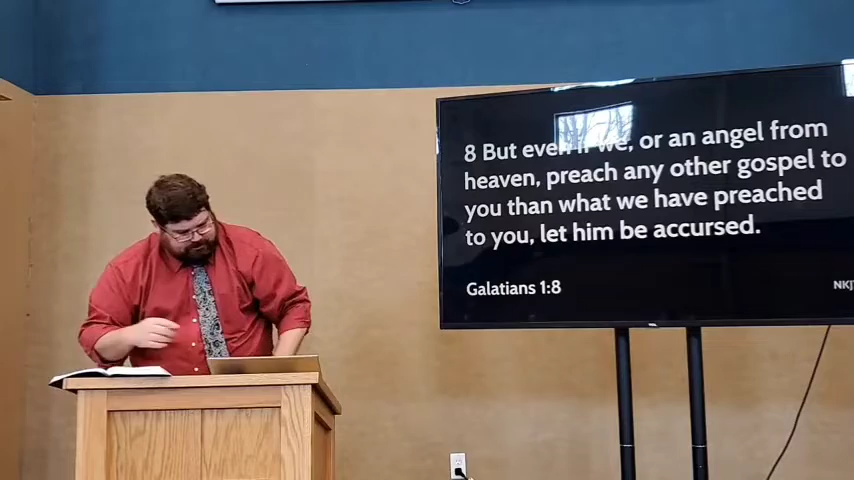 8 But even if we, or an angel from
heaven, preach any other gospel to
you than what we have preached
to you, let him be accursed.
Galatians 1:8